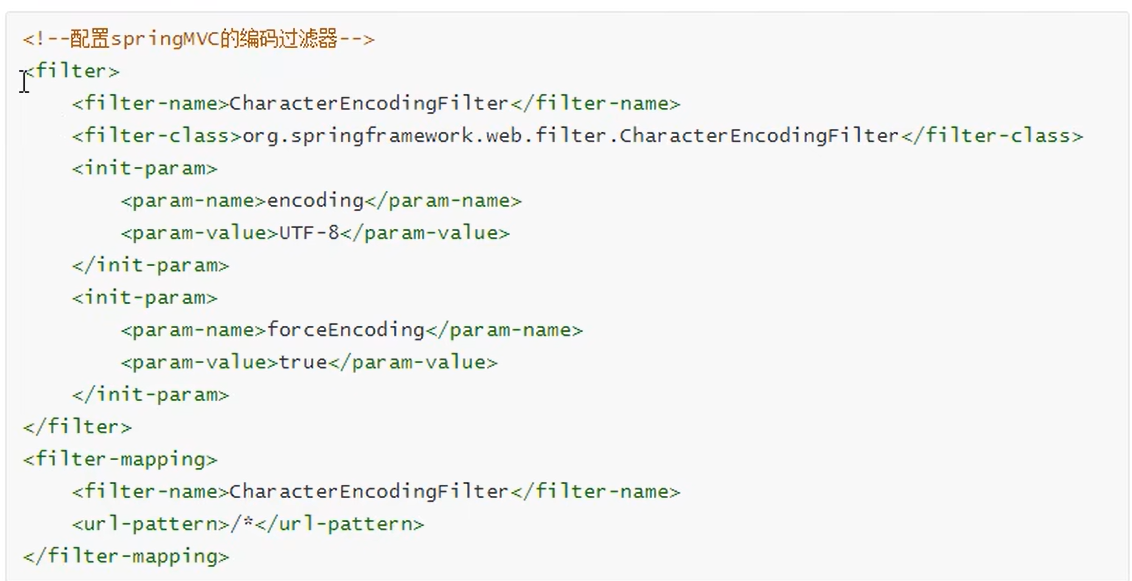 <!--配置springMVC的编码过滤器-->
<filter>
    <filter-name>CharacterEncodingFilter</filter-name>
    <filter-class>org.springframework.web.filter.CharacterEncodingFilter</filter-class>
    <init-param>
        <param-name>encoding</param-name>
        <param-value>UTF-8</param-value>
    </init-param>
    <init-param>
        <param-name>forceEncoding</param-name>
        <param-value>true</param-value>
    </init-param>
</filter>
<filter-mapping>
    <filter-name>CharacterEncodingFilter</filter-name>
    <url-pattern>/*</url-pattern>
</filter-mapping>